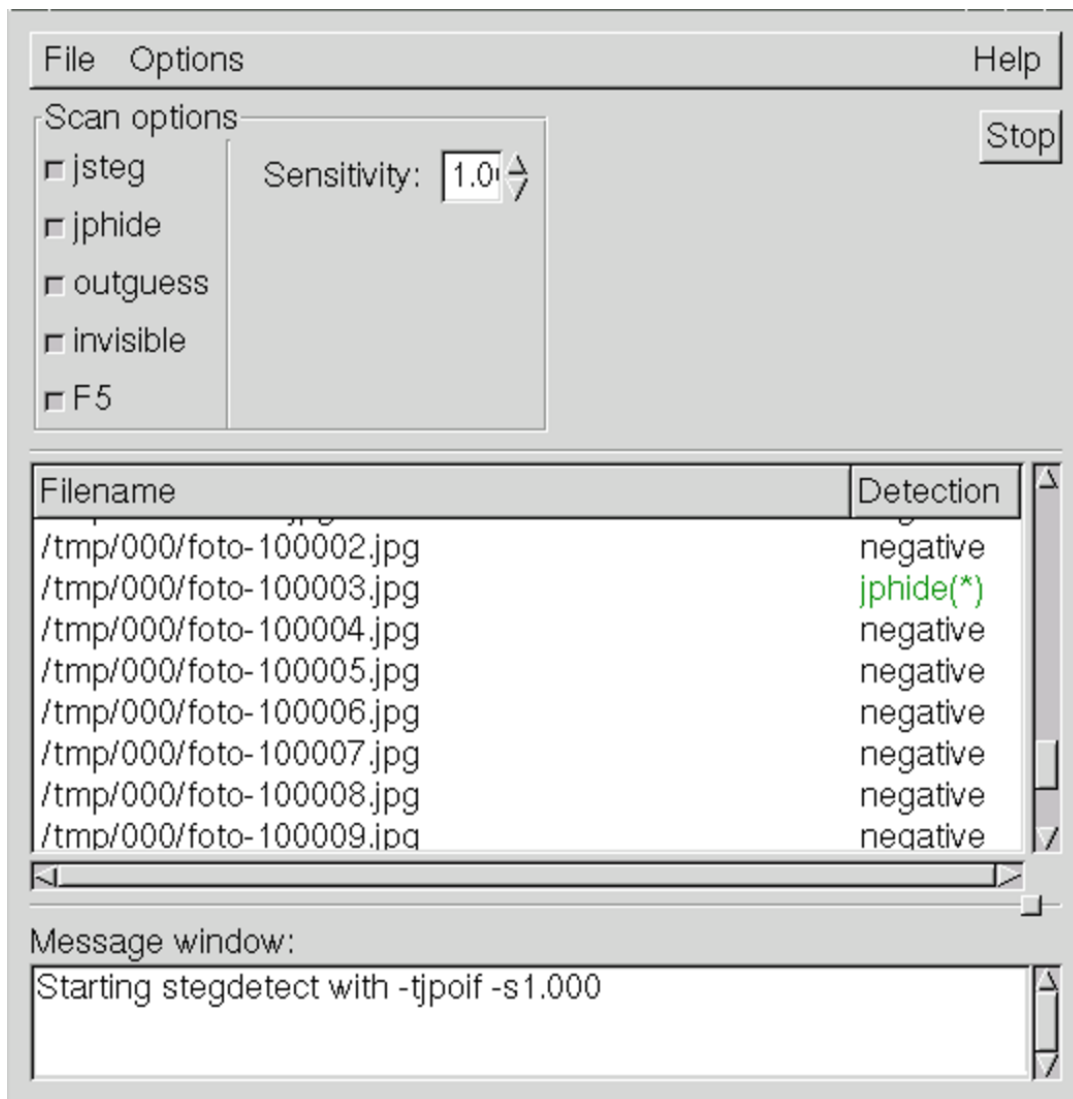 File Options Help
Scan options
Stop
jsteg
Sensitivity: 1.0
jphide
outguess
invisible
F5
Filename Detection
/tmp/000/foto-100002.jpg negative
/tmp/000/foto-100003.jpg jphide(*)
/tmp/000/foto-100004.jpg negative
/tmp/000/foto-100005.jpg negative
/tmp/000/foto-100006.jpg negative
/tmp/000/foto-100007.jpg negative
/tmp/000/foto-100008.jpg negative
/tmp/000/foto-100009.jpg negative
Message window:
Starting stegdetect with -tjpoif -s1.000